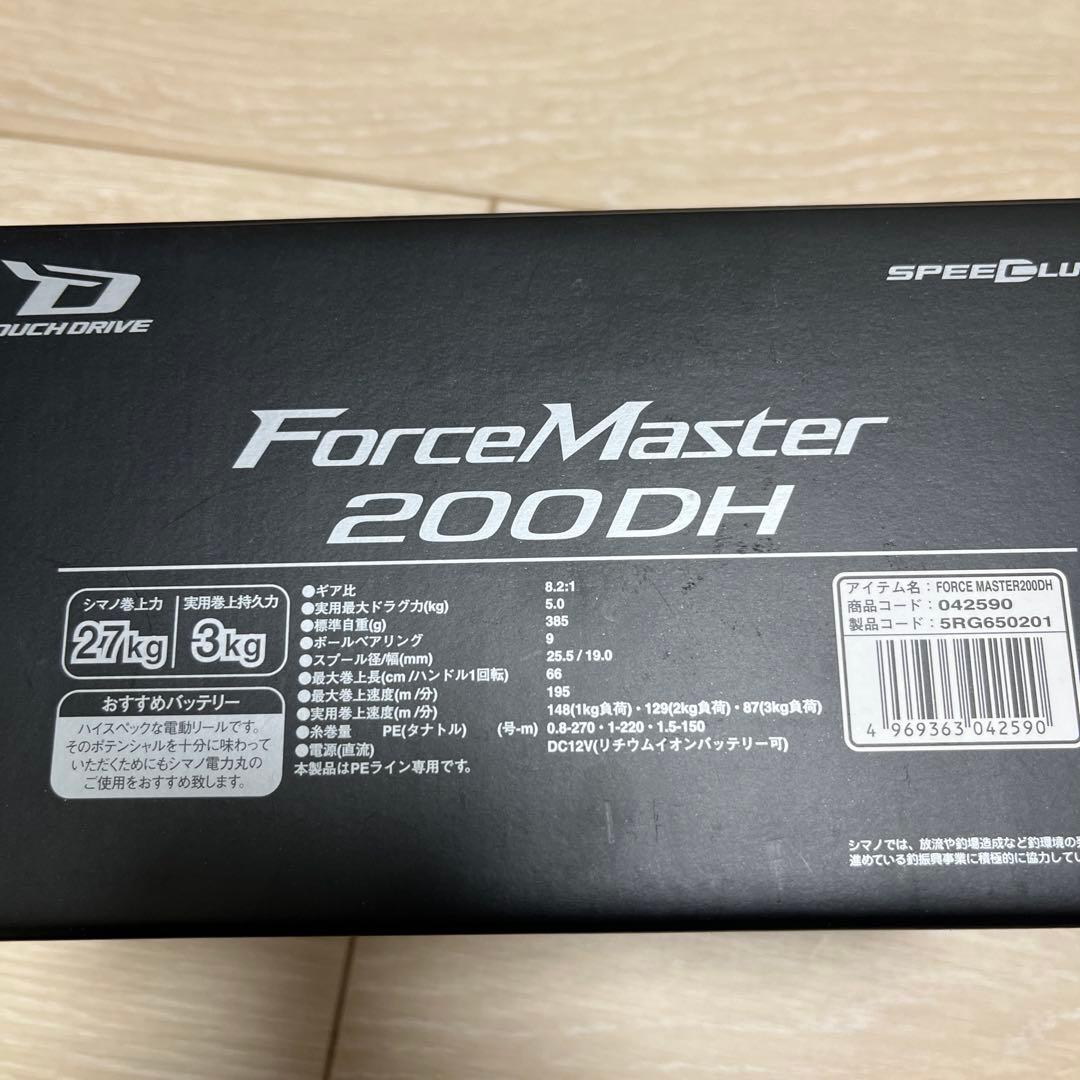 OUCH DRIVE
SPEEDLU
ForceMaster
200DH
シマノ巻上力
27kg
実用巻上持久力
3kg
おすすめバッテリー
ハイスペックな電動リールです。
そのポテンシャルを十分に味わって
いただくためにもシマノ電力丸の
ご使用をおすすめ致します。
●ギア比 8.2:1
●実用最大ドラグ力(kg) 5.0
●標準自重(g) 385
●ボールベアリング 9
●スプール径/幅(mm) 25.5 / 19.0
●最大巻上長(cm/ハンドル1回転) 66
●最大巻上速度(m/分) 195
●実用巻上速度(m/分) 148(1kg負荷)・129(2kg負荷)・87(3kg負荷)
●糸巻量 PE(タナトル) (号-m) 0.8-270・1-220・1.5-150
●電源(直流) DC12V(リチウムイオンバッテリー可)
本製品はPEライン専用です。
アイテム名：FORCE MASTER200DH
商品コード：042590
製品コード：5RG650201
4 969363 042590
シマノでは、放流や釣場造成など釣環境の
進めている釣振興事業に積極的に協力してい